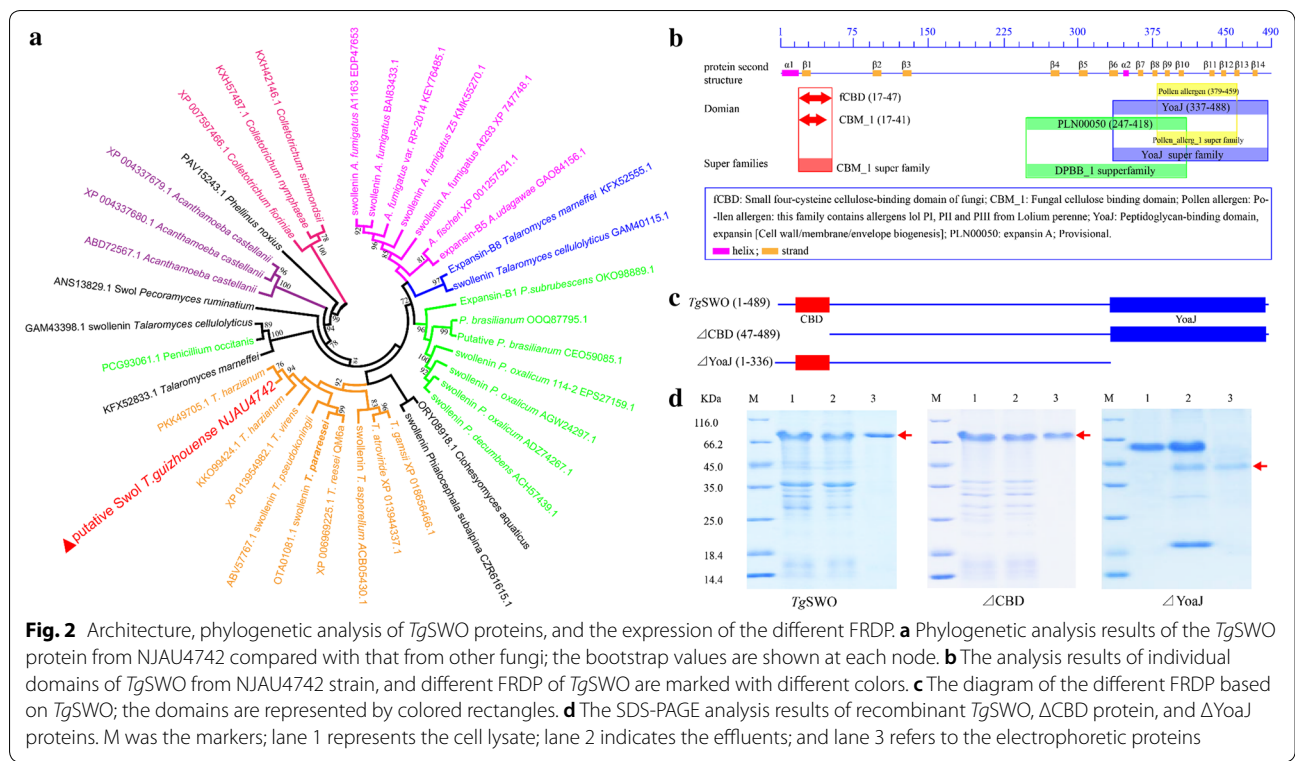 a
swollenin A. fumigatus A1163 EDP47653
swollenin A. fumigatus BAI83433.1
A. fumigatus var. RP-2014 KEY76485.1
swollenin A. fumigatus Z5 KMK55270.1
swollenin A. fumigatus Af293 XP 747748.1
A. fischeri XP 001257521.1
expansin-B5 A.udagawae GAO84156.1
Expansin-B8 Talaromyces marneffei KFX52555.1
swollenin Talaromyces cellulolyticus GAM40115.1
Expansin-B1 P.subrubescens OKO98889.1
P. brasilianum OOQ87795.1
Putative P. brasilianum CEO59085.1
swollenin P. oxalicum 114-2 EPS27159.1
swollenin P. oxalicum AGW24297.1
swollenin P. oxalicum ADZ74267.1
swollenin P. decumbens ACH57439.1
ORY08918.1 Clohesyomyces aquaticus
swollenin Phialocephala subalpina CZR61615.1
T. gamsii XP 018656466.1
T. atroviride XP 013944337.1
swollenin T. asperellum ACB05430.1
XP 006969225.1 T. reesei QM6a
OTA01081.1 swollenin T. parareesei
ABV57767.1 swollenin T. pseudokoningi
XP 013954982.1 T. virens
KKO99424.1 T. harzianum
putative Swol T.guizhouense NJAU4742
PKK49705.1 T. harzianum
KFX52833.1 Talaromyces marneffei
PCG93061.1 Penicillium occitanis
GAM43398.1 swollenin Talaromyces cellulolyticus
ANS13829.1 Swol Pecoramyces ruminatium
ABD72567.1 Acanthamoeba castellanii
XP 004337680.1 Acanthamoeba castellanii
XP 004337679.1 Acanthamoeba castellanii
PAV15243.1 Phellinus noxius
XP 007597466.1 Colletotrichum fioriniae
KXH57487.1 Colletotrichum nymphaeae
KXH42146.1 Colletotrichum simmondsii
b
1 75 150 225 300 375 450 490
protein second structure
α1 β1 β2 β3 β4 β5 β6 α2 β7 β8 β9 β10 β11 β12 β13 β14
Domian
fCBD (17-47)
CBM_1 (17-41)
Pollen allergen (379-459)
YoaJ (337-488)
PLN00050 (247-418)
Super families
CBM_1 super family
Pollen_allerg_1 super family
YoaJ super family
DPBB_1 supperfamily
fCBD: Small four-cysteine cellulose-binding domain of fungi; CBM_1: Fungal cellulose binding domain; Pollen allergen: Po-
llen allergen: this family contains allergens lol PI, PII and PIII from Lolium perenne; YoaJ: Peptidoglycan-binding domain,
expansin [Cell wall/membrane/envelope biogenesis]; PLN00050: expansin A; Provisional.
helix; strand
c
TgSWO (1-489)
CBD YoaJ
⊿CBD (47-489)
⊿YoaJ (1-336)
d
KDa M 1 2 3 M 1 2 3 M 1 2 3
116.0
66.2
45.0
35.0
25.0
18.4
14.4
TgSWO ⊿CBD ⊿YoaJ
Fig. 2 Architecture, phylogenetic analysis of TgSWO proteins, and the expression of the different FRDP. a Phylogenetic analysis results of the TgSWO
protein from NJAU4742 compared with that from other fungi; the bootstrap values are shown at each node. b The analysis results of individual
domains of TgSWO from NJAU4742 strain, and different FRDP of TgSWO are marked with different colors. c The diagram of the different FRDP based
on TgSWO; the domains are represented by colored rectangles. d The SDS-PAGE analysis results of recombinant TgSWO, ΔCBD protein, and ΔYoaJ
proteins. M was the markers; lane 1 represents the cell lysate; lane 2 indicates the effluents; and lane 3 refers to the electrophoretic proteins